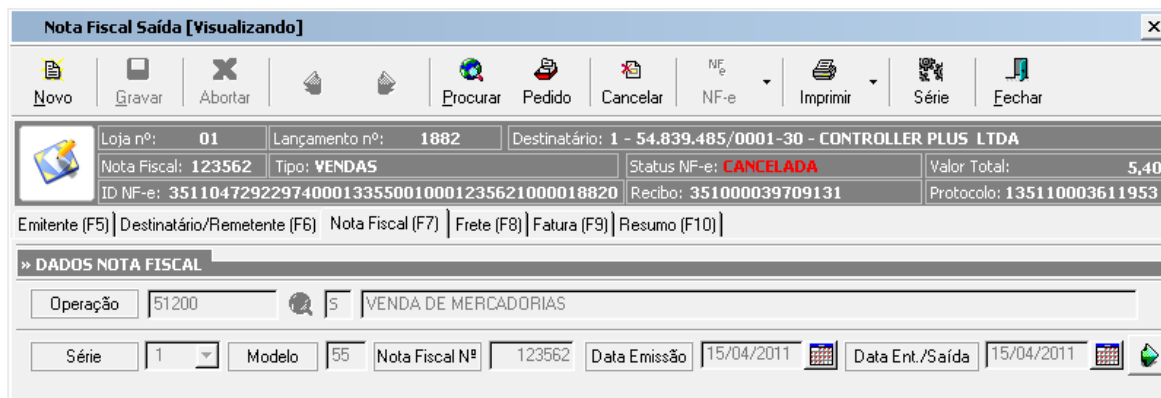 Nota Fiscal Saída [Visualizando]
Novo Gravar Abortar Procurar Pedido Cancelar NFe NF-e Imprimir Série Fechar
Loja nº: 01 Lançamento nº: 1882 Destinatário: 1 - 54.839.485/0001-30 - CONTROLLER PLUS LTDA
Nota Fiscal: 123562 Tipo: VENDAS Status NF-e: CANCELADA Valor Total: 5,40
ID NF-e: 35110472922974000133550010001235621000018820 Recibo: 351000039709131 Protocolo: 135110003611953
Emitente (F5) Destinatário/Remetente (F6) Nota Fiscal (F7) Frete (F8) Fatura (F9) Resumo (F10)
» DADOS NOTA FISCAL
Operação 51200 S VENDA DE MERCADORIAS
Série 1 Modelo 55 Nota Fiscal Nº 123562 Data Emissão 15/04/2011 Data Ent./Saída 15/04/2011